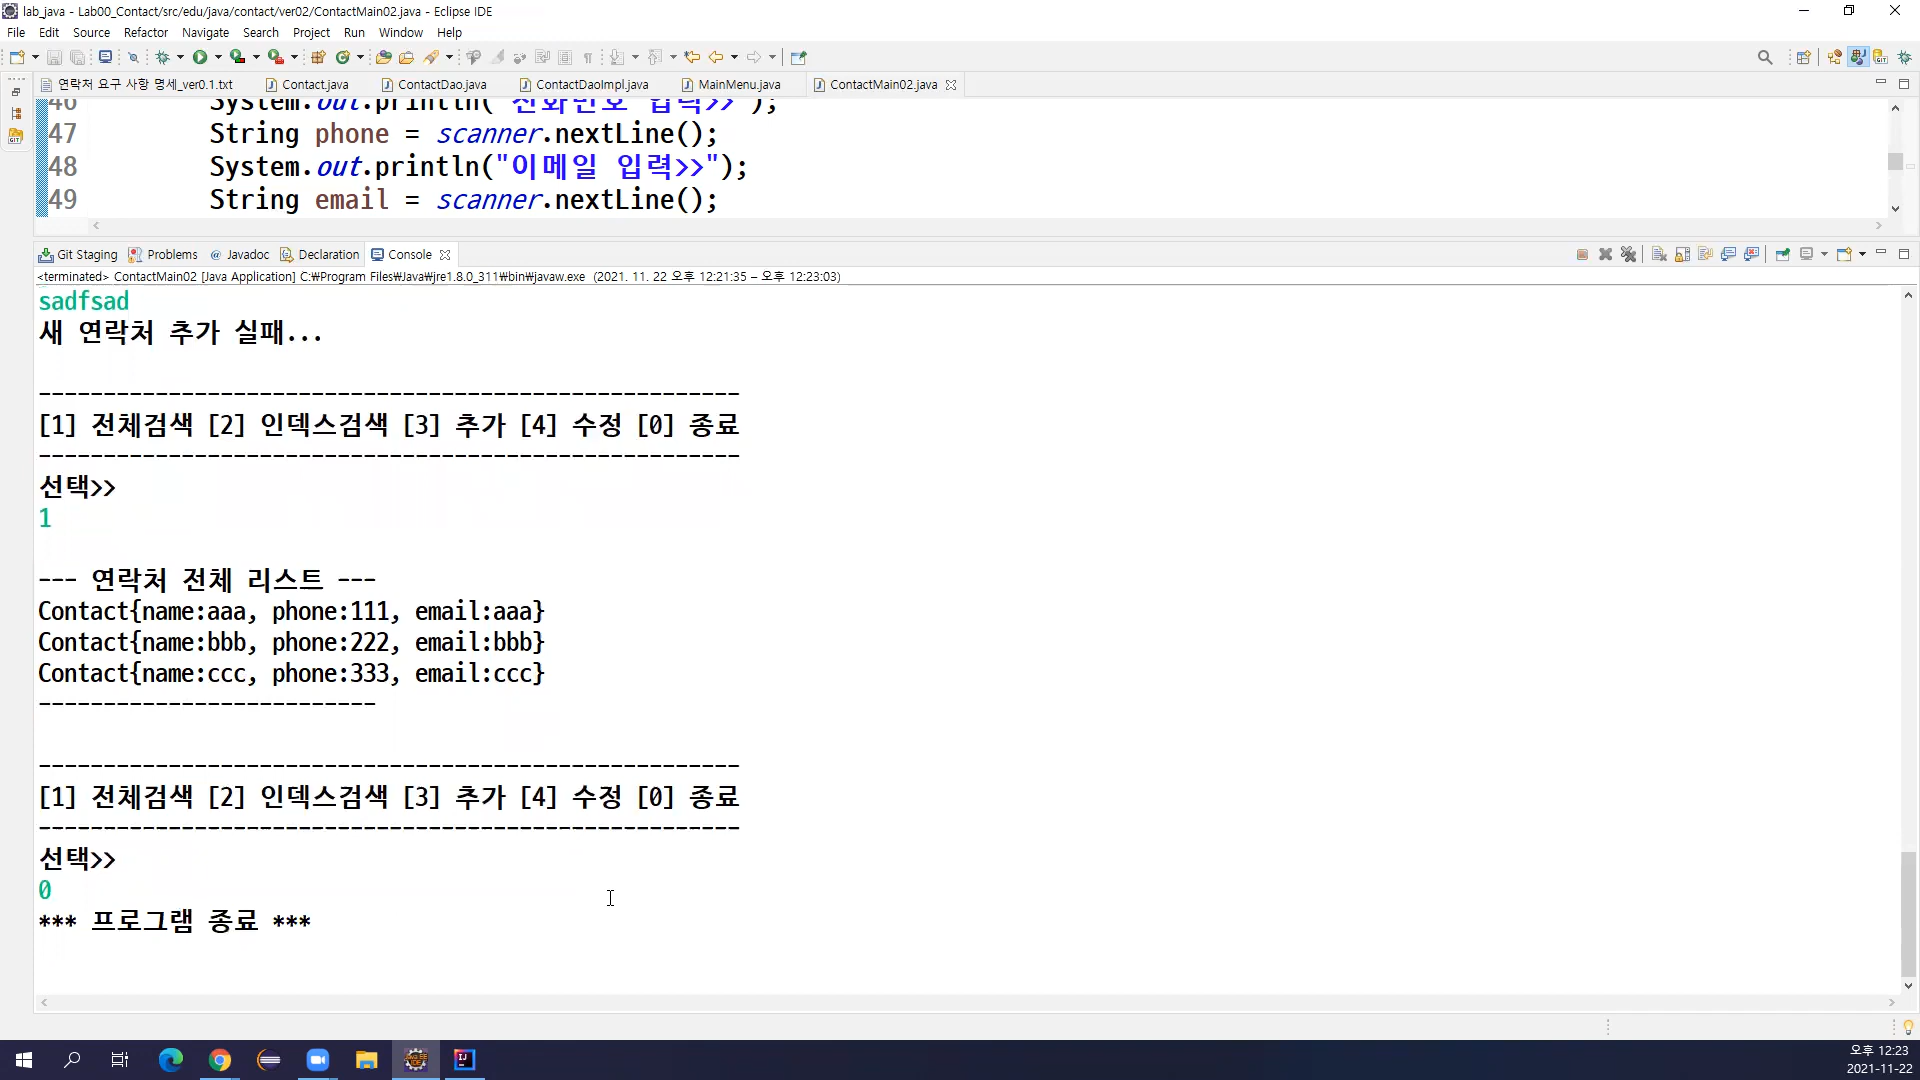 lab_java - Lab00_Contact/src/edu/java/contact/ver02/ContactMain02.java - Eclipse IDE
File Edit Source Refactor Navigate Search Project Run Window Help
연락처 요구 사항 명세_ver0.1.txt Contact.java ContactDao.java ContactDaoImpl.java MainMenu.java ContactMain02.java
46 System.out.println("전화번호 입력>>");
47 String phone = scanner.nextLine();
48 System.out.println("이메일 입력>>");
49 String email = scanner.nextLine();
Git Staging Problems Javadoc Declaration Console
<terminated> ContactMain02 [Java Application] C:₩Program Files₩Java₩jre1.8.0_311₩bin₩javaw.exe (2021. 11. 22 오후 12:21:35 – 오후 12:23:03)
sadfsad
새 연락처 추가 실패...
------------------------------------------------------
[1] 전체검색 [2] 인덱스검색 [3] 추가 [4] 수정 [0] 종료
------------------------------------------------------
선택>>
1
--- 연락처 전체 리스트 ---
Contact{name:aaa, phone:111, email:aaa}
Contact{name:bbb, phone:222, email:bbb}
Contact{name:ccc, phone:333, email:ccc}
--------------------------
------------------------------------------------------
[1] 전체검색 [2] 인덱스검색 [3] 추가 [4] 수정 [0] 종료
------------------------------------------------------
선택>>
0
*** 프로그램 종료 ***
오후 12:23
2021-11-22